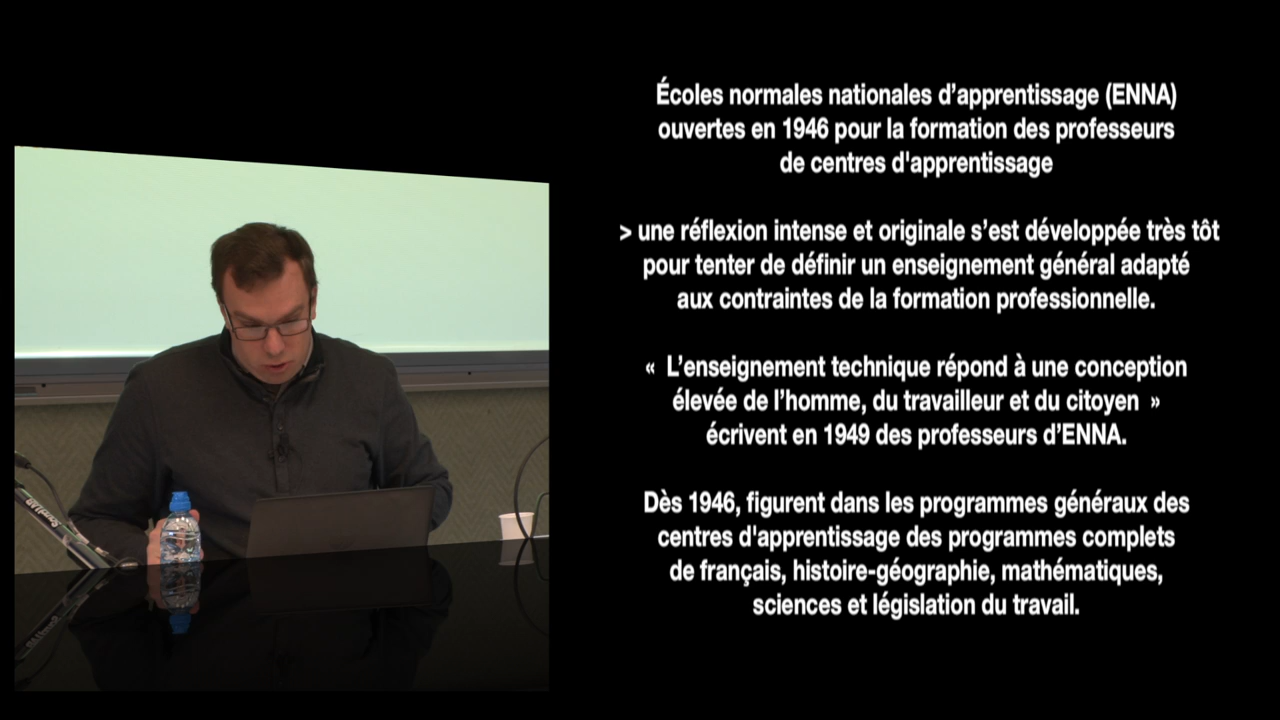 Écoles normales nationales d’apprentissage (ENNA)
ouvertes en 1946 pour la formation des professeurs
de centres d'apprentissage
> une réflexion intense et originale s’est développée très tôt
pour tenter de définir un enseignement général adapté
aux contraintes de la formation professionnelle.
« L’enseignement technique répond à une conception
élevée de l’homme, du travailleur et du citoyen »
écrivent en 1949 des professeurs d’ENNA.
Dès 1946, figurent dans les programmes généraux des
centres d'apprentissage des programmes complets
de français, histoire-géographie, mathématiques,
sciences et législation du travail.